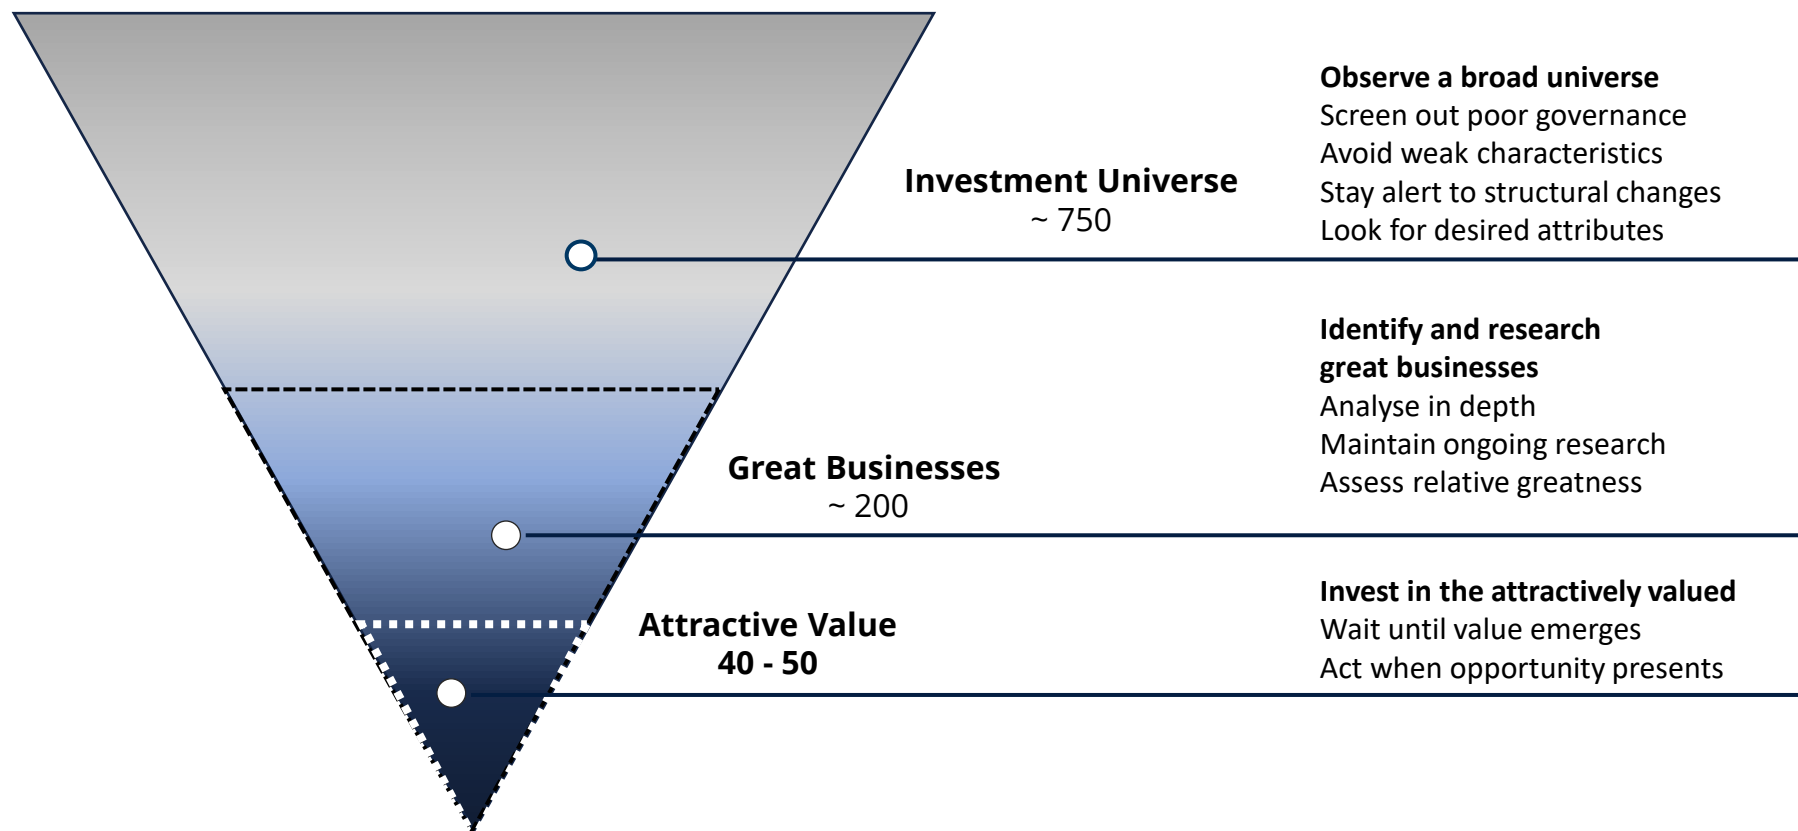 Investment Universe
~ 750
Observe a broad universe
Screen out poor governance
Avoid weak characteristics
Stay alert to structural changes
Look for desired attributes
Great Businesses
~ 200
Identify and research
great businesses
Analyse in depth
Maintain ongoing research
Assess relative greatness
Attractive Value
40 - 50
Invest in the attractively valued
Wait until value emerges
Act when opportunity presents